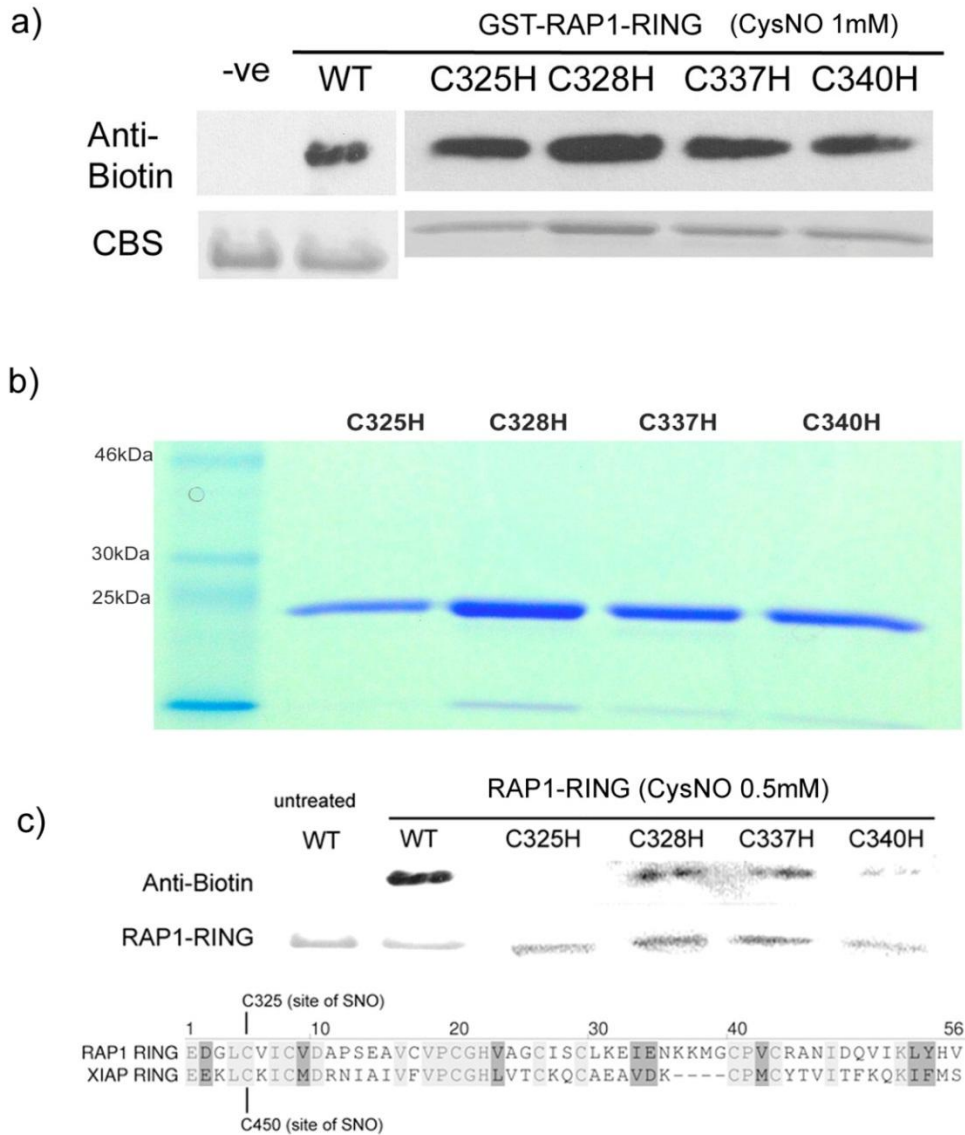 a)
GST-RAP1-RING (CysNO 1mM)
-ve WT C325H C328H C337H C340H
Anti-
Biotin
CBS
b)
C325H C328H C337H C340H
46kDa
30kDa
25kDa
c)
untreated RAP1-RING (CysNO 0.5mM)
WT WT C325H C328H C337H C340H
Anti-Biotin
RAP1-RING
C325 (site of SNO)
1 10 20 30 40 56
RAP1 RING EDGLCVICVDAPSEAVCVPCGHVAGCISCLKEIENKKMGCPVCRANIDQVIKLYHV
XIAP RING EEKLCKICMDRNIAIVFVPCGHLVTCKQCAEAVDK----CPMCYTVITFKQKIFMS
C450 (site of SNO)